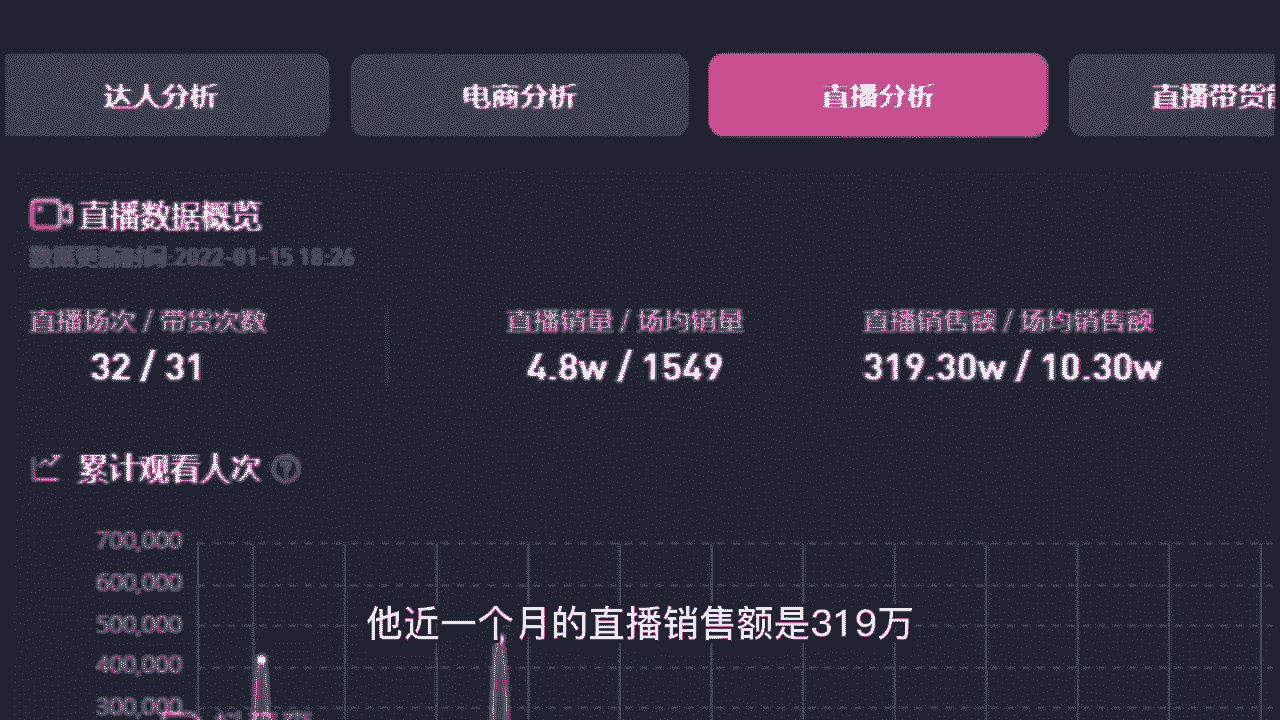 达人分析
电商分析
直播分析
直播带货
直播数据概览
数据更新时间:2022-01-15 18:26
直播场次 / 带货次数
直播销量 / 场均销量
直播销售额 / 场均销售额
32 / 31
4.8w / 1549
319.30w / 10.30w
累计观看人次 ?
700,000
600,000
500,000
400,000
300,000
他近一个月的直播销售额是319万